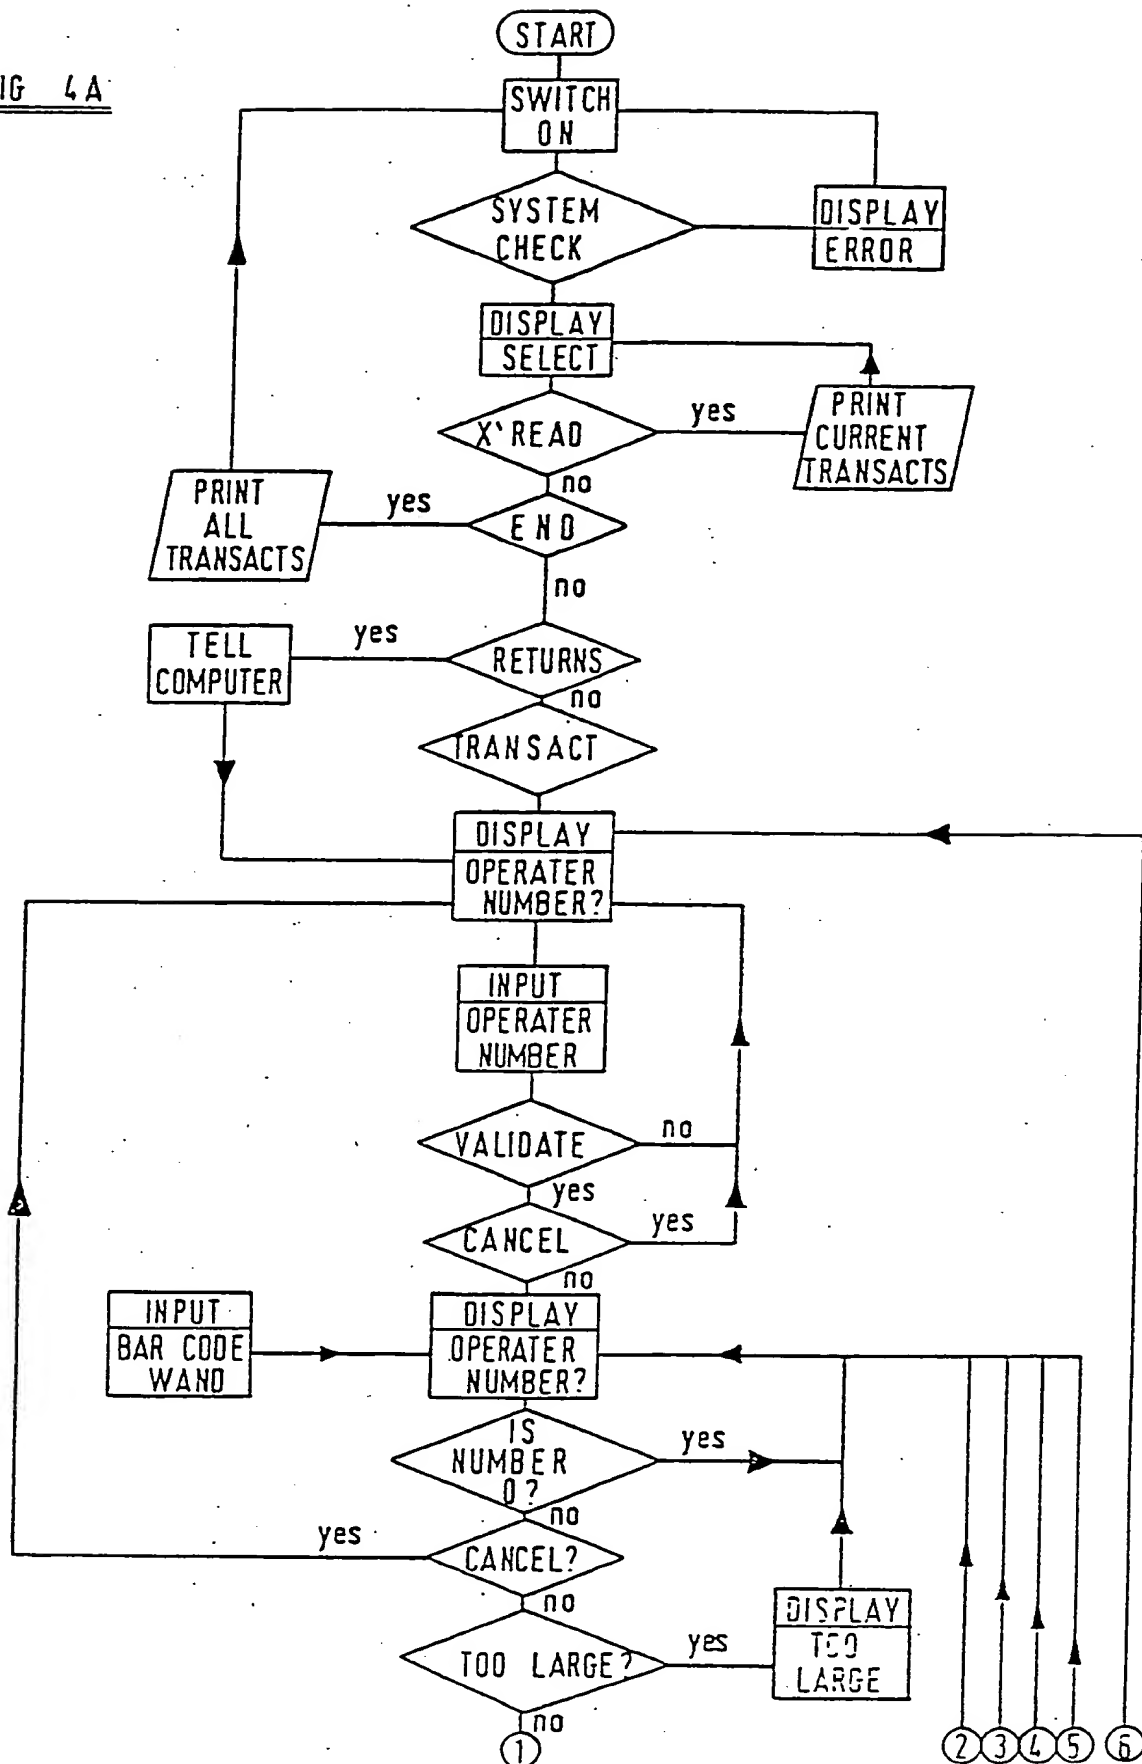 START
IG 4A
SWITCH
ON
SYSTEM
CHECK
DISPLAY
ERROR
DISPLAY
SELECT
X'READ
yes
PRINT
CURRENT
TRANSACTS
no
PRINT
ALL
TRANSACTS
yes
END
no
TELL
COMPUTER
yes
RETURNS
no
TRANSACT
DISPLAY
OPERATER
NUMBER?
INPUT
OPERATER
NUMBER
VALIDATE
no
yes
CANCEL
yes
no
INPUT
BAR CODE
WAND
DISPLAY
OPERATER
NUMBER?
IS
NUMBER
0?
yes
no
yes
CANCEL?
no
TOO LARGE?
yes
DISPLAY
TOO
LARGE
no
1
2 3 4 5 6